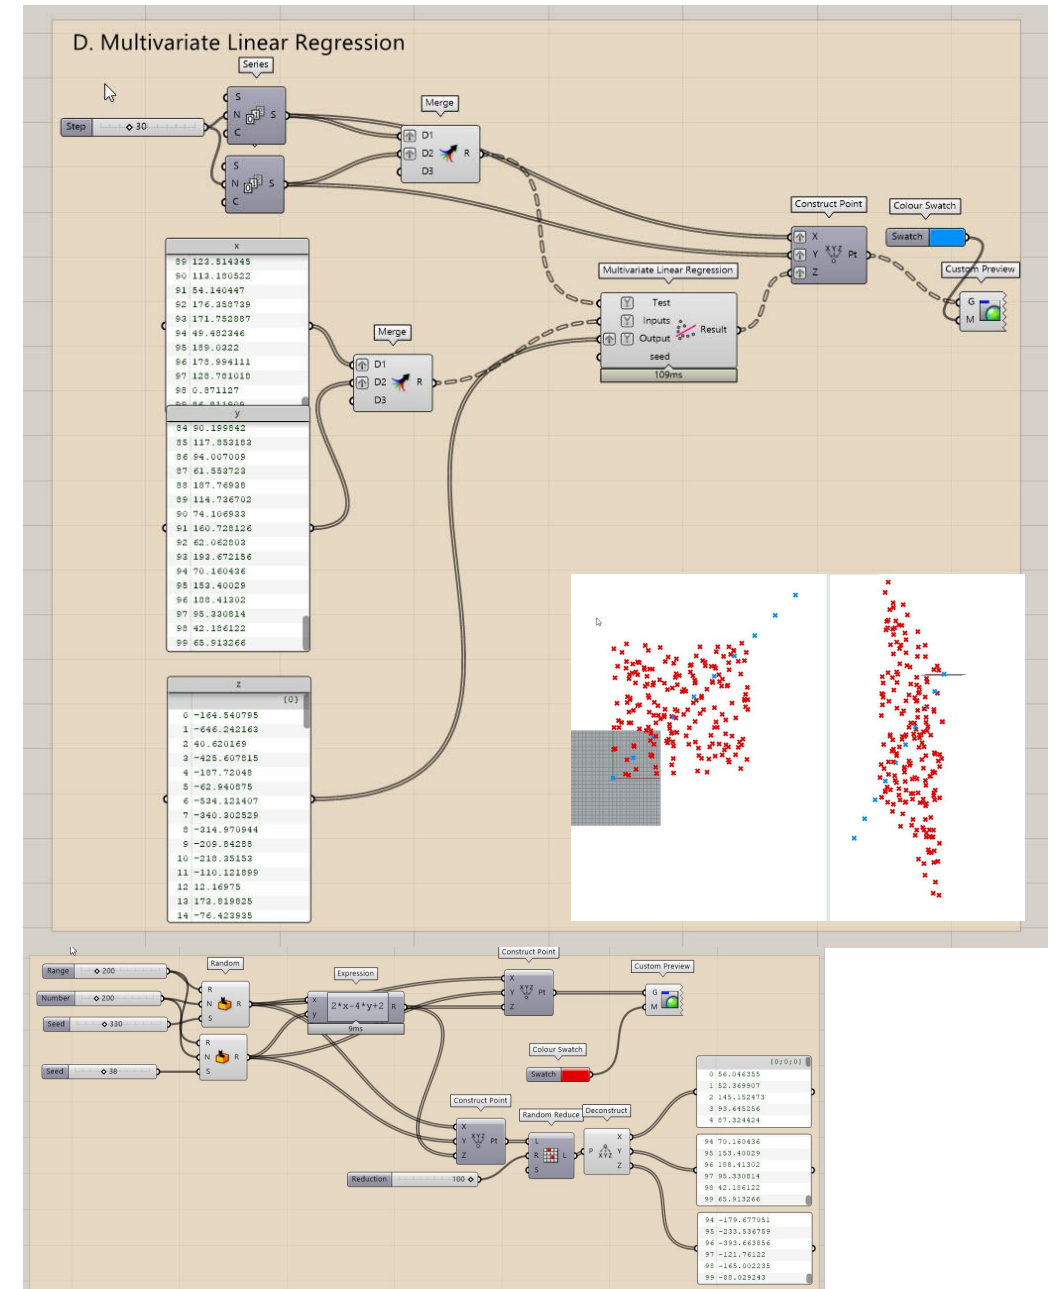 D. Multivariate Linear Regression
Series
Step 30
S
N S
C
S
N S
C
Merge
D1
D2 R
D3
Construct Point
X
Y XYZ Pt
Z
Colour Swatch
Swatch
Custom Preview
G
M
Multivariate Linear Regression
Test
Inputs
Output Result
seed
109ms
Merge
D1
D2 R
D3
x
89 123.514345
90 113.180522
91 54.140447
92 176.358739
93 171.752887
94 49.482346
95 189.0322
96 178.994111
97 128.781018
98 0.871127
y
84 90.199842
85 117.853183
86 94.007009
87 61.553723
88 187.76938
89 114.736702
90 74.106933
91 160.728126
92 62.062803
93 193.672156
94 70.160436
95 153.40029
96 188.41302
97 95.330814
98 42.186122
99 65.913266
z
{0}
0 -164.540795
1 -646.242163
2 40.620169
3 -425.607815
4 -187.72048
5 -62.940875
6 -534.121407
7 -340.302529
8 -314.970944
9 -209.84288
10 -218.35153
11 -110.121899
12 12.16975
13 173.819825
14 -76.423935
Range 200
Number 200
Seed 330
Seed 38
Random
R
N R
S
R
N R
S
Expression
x
y 2*x-4*y+2 R
9ms
Construct Point
X
Y XYZ Pt
Z
Custom Preview
G
M
Colour Swatch
Swatch
Construct Point
X
Y XYZ Pt
Z
Random Reduce
L
R L
S
Reduction 100
Deconstruct
X
P XYZ Y
Z
{0;0;0}
0 56.046355
1 52.369907
2 145.152473
3 93.645256
4 87.324424
94 70.160436
95 153.40029
96 188.41302
97 95.330814
98 42.186122
99 65.913266
94 -179.677051
95 -233.536759
96 -393.663856
97 -121.76122
98 -165.002235
99 -88.029243